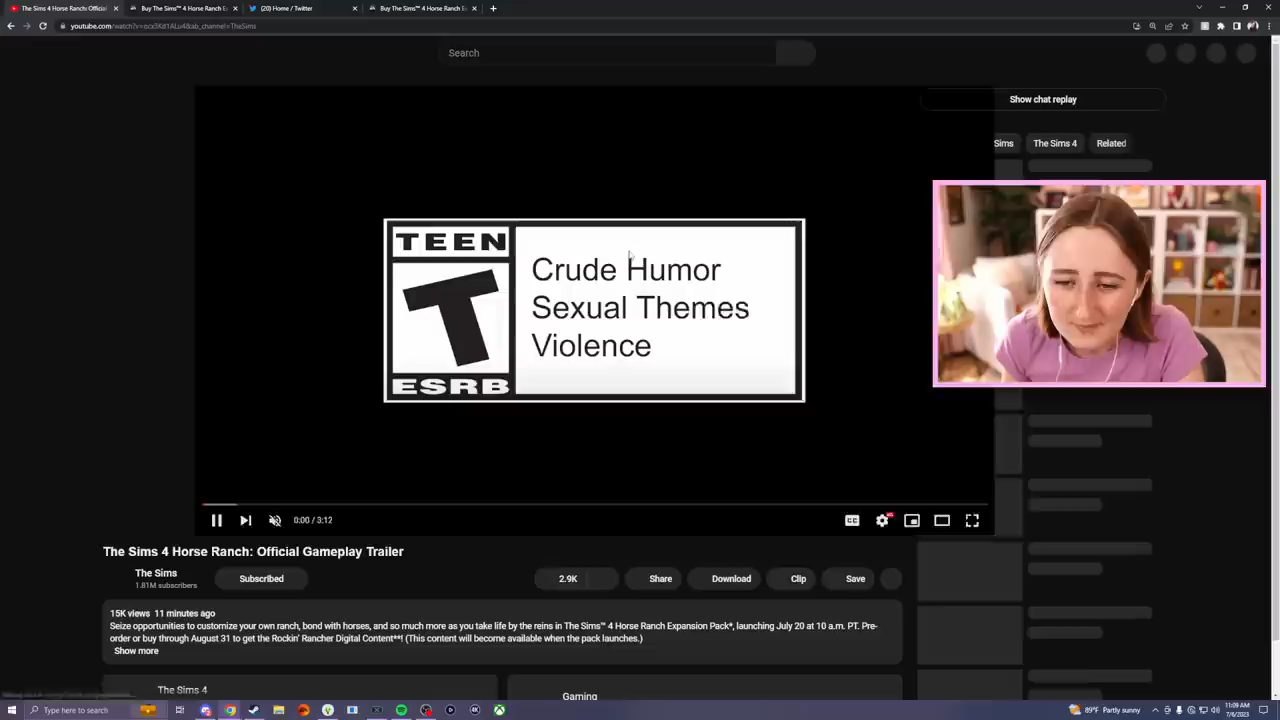 The Sims 4 Horse Ranch: Official
Buy The Sims™ 4 Horse Ranch E
(20) Home / Twitter
Buy The Sims™ 4 Horse Ranch E
Search
Show chat replay
Sims
The Sims 4
Related
TEEN
T
ESRB
Crude Humor
Sexual Themes
Violence
0:00 / 3:12
CC
The Sims 4 Horse Ranch: Official Gameplay Trailer
The Sims
1.81M subscribers
Subscribed
2.9K
Share
Download
Clip
Save
15K views 11 minutes ago
Seize opportunities to customize your own ranch, bond with horses, and so much more as you take life by the reins in The Sims™ 4 Horse Ranch Expansion Pack*, launching July 20 at 10 a.m. PT. Pre-
order or buy through August 31 to get the Rockin' Rancher Digital Content**! (This content will become available when the pack launches.)
Show more
The Sims 4
Gaming
Type here to search
89°F Partly sunny
11:09 AM
7/6/2023